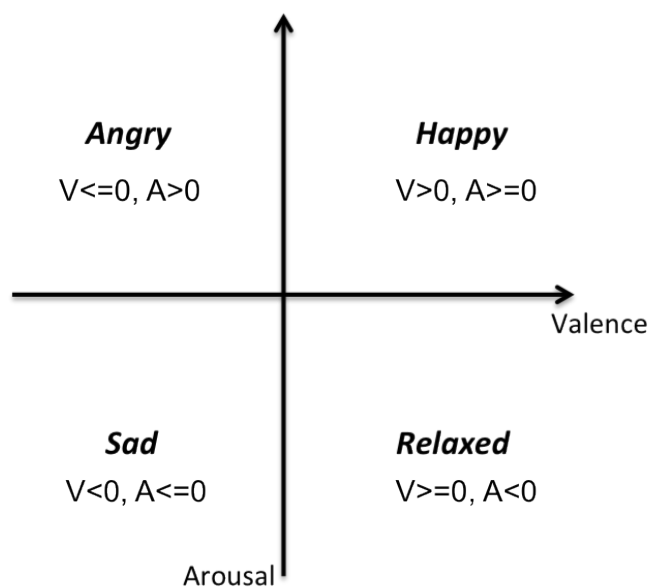 Angry
V<=0, A>0
Happy
V>0, A>=0
Valence
Sad
V<0, A<=0
Relaxed
V>=0, A<0
Arousal